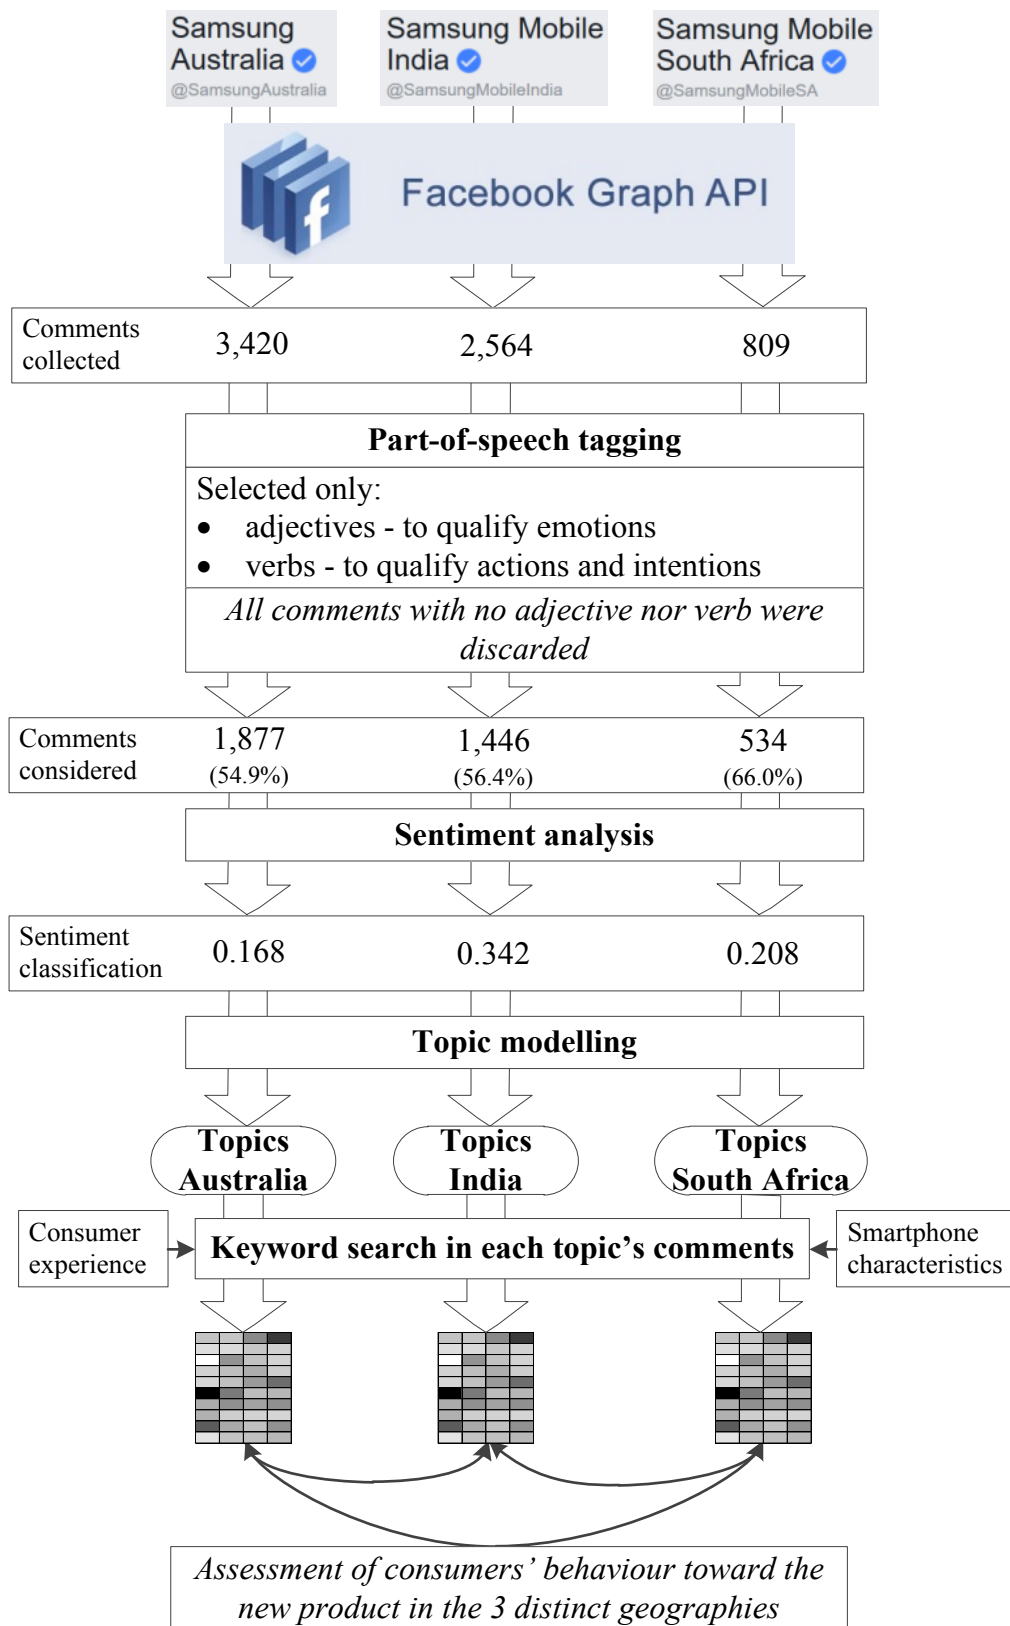 Samsung
Australia
@SamsungAustralia
Samsung Mobile
India
@SamsungMobileIndia
Samsung Mobile
South Africa
@SamsungMobileSA
f
Facebook Graph API
Comments
collected
3,420
2,564
809
Part-of-speech tagging
Selected only:
• adjectives - to qualify emotions
• verbs - to qualify actions and intentions
All comments with no adjective nor verb were
discarded
Comments
considered
1,877
(54.9%)
1,446
(56.4%)
534
(66.0%)
Sentiment analysis
Sentiment
classification
0.168
0.342
0.208
Topic modelling
Topics
Australia
Topics
India
Topics
South Africa
Consumer
experience
Keyword search in each topic’s comments
Smartphone
characteristics
Assessment of consumers’ behaviour toward the
new product in the 3 distinct geographies